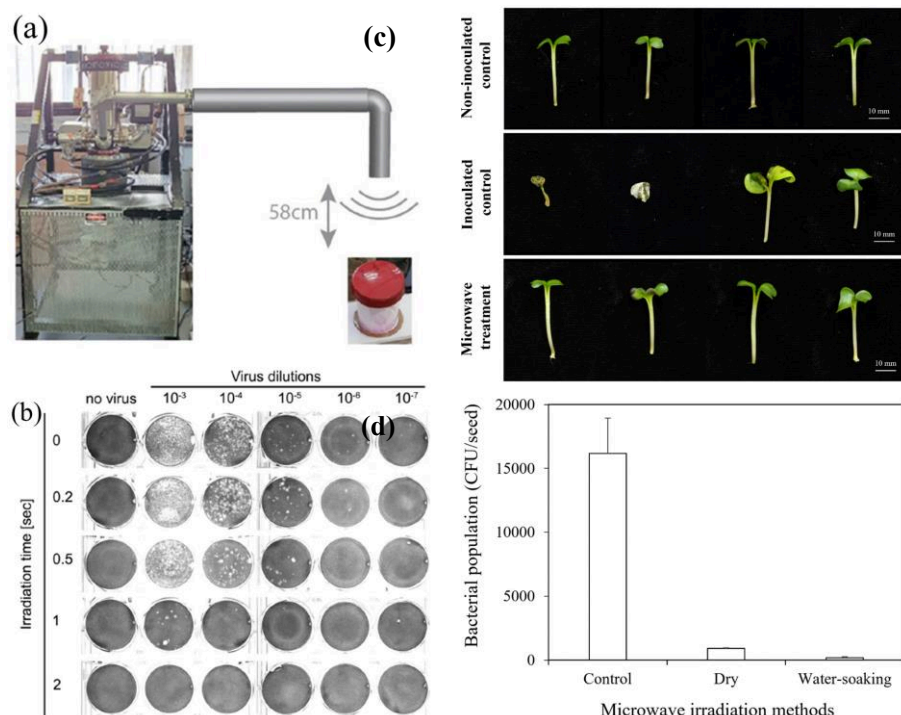 (a)
58cm
(b)
Virus dilutions
no virus
10⁻³
10⁻⁴
10⁻⁵
10⁻⁶
10⁻⁷
Irradiation time [sec]
0
0.2
0.5
1
2
(c)
Non-inoculated
control
10 mm
Inoculated
control
10 mm
Microwave
treatment
10 mm
(d)
Bacterial population (CFU/seed)
20000
15000
10000
5000
0
Control
Dry
Water-soaking
Microwave irradiation methods